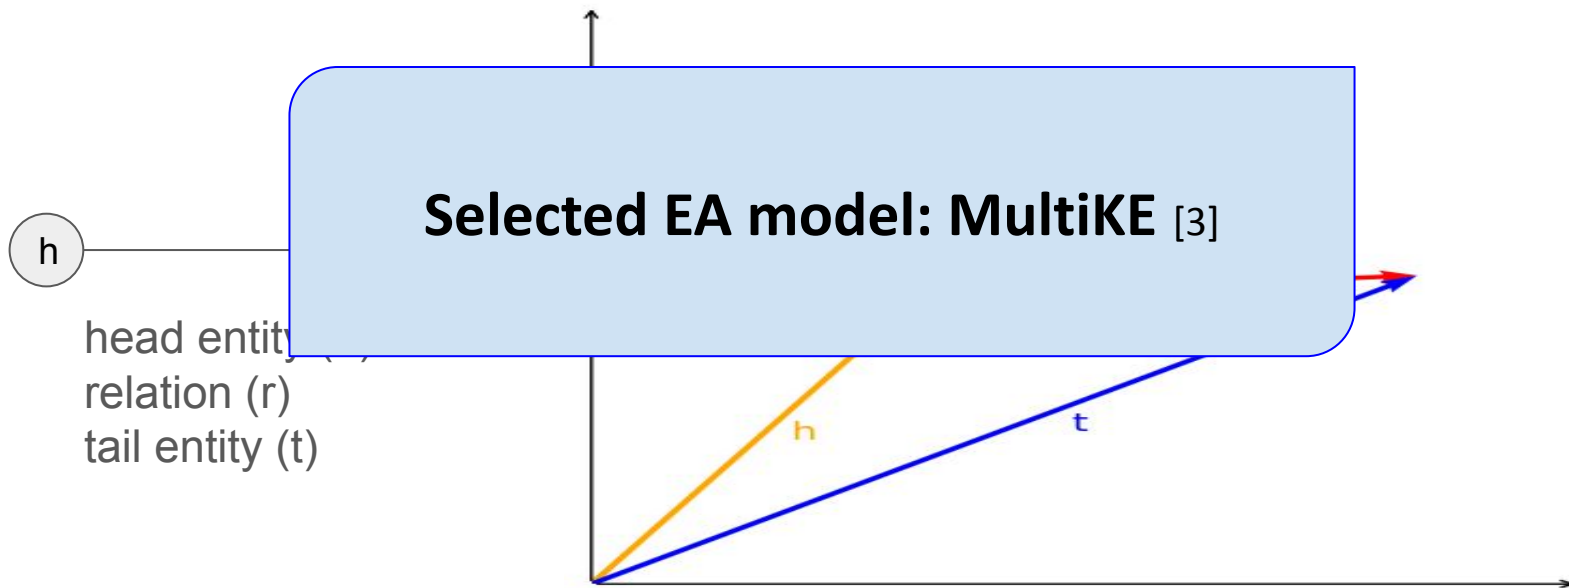 Selected EA model: MultiKE [3]
h
head entity
relation (r)
tail entity (t)
h
t